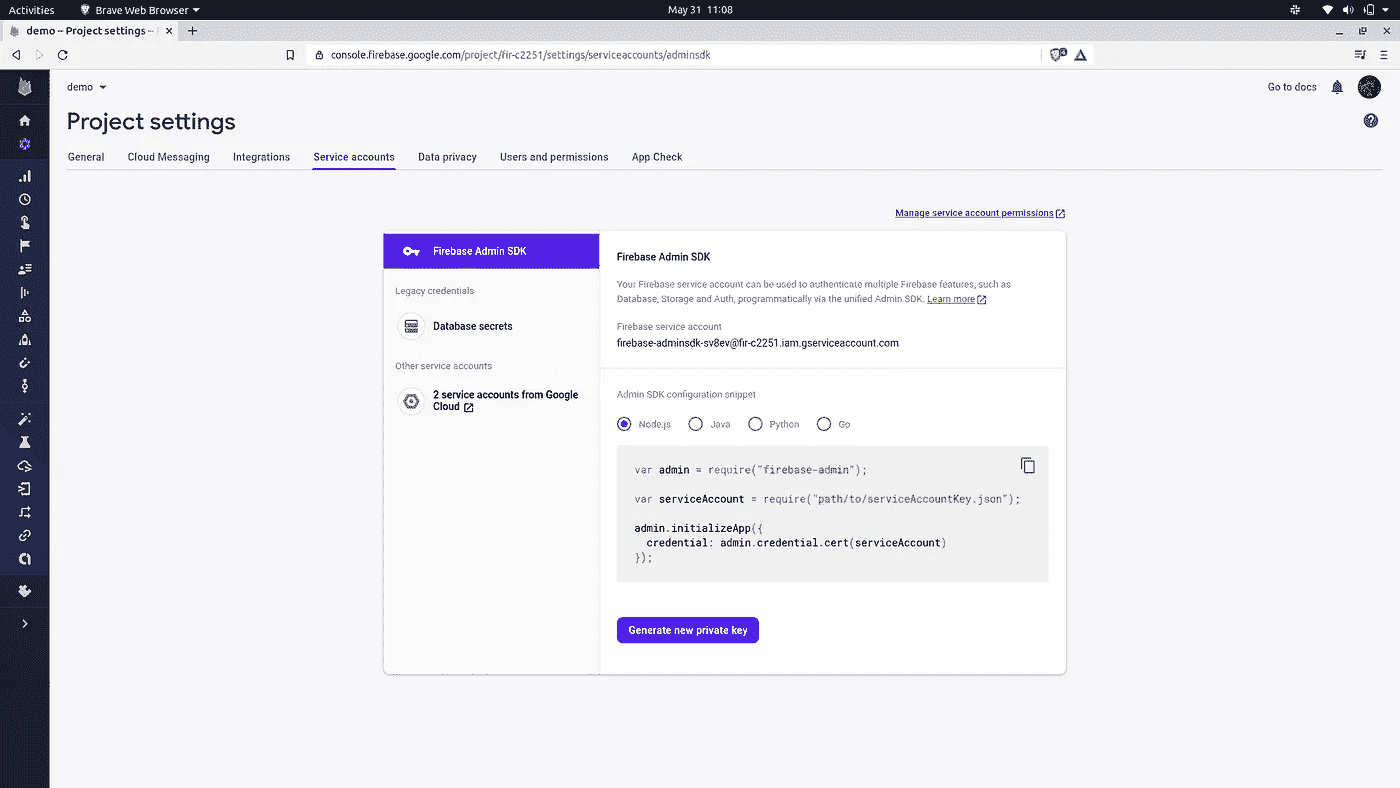 Activities
Brave Web Browser
May 31 11:08
demo – Project settings –
console.firebase.google.com/project/fir-c2251/settings/serviceaccounts/adminsdk
demo
Go to docs
Project settings
General
Cloud Messaging
Integrations
Service accounts
Data privacy
Users and permissions
App Check
Manage service account permissions
Firebase Admin SDK
Legacy credentials
Database secrets
Other service accounts
2 service accounts from Google
Cloud
Firebase Admin SDK
Your Firebase service account can be used to authenticate multiple Firebase features, such as
Database, Storage and Auth, programmatically via the unified Admin SDK. Learn more
Firebase service account
firebase-adminsdk-sv8ev@fir-c2251.iam.gserviceaccount.com
Admin SDK configuration snippet
Node.js
Java
Python
Go
var admin = require("firebase-admin");
var serviceAccount = require("path/to/serviceAccountKey.json");
admin.initializeApp({
credential: admin.credential.cert(serviceAccount)
});
Generate new private key